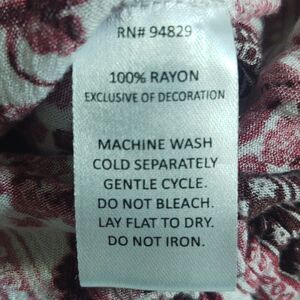 RN# 94829
100% RAYON
EXCLUSIVE OF DECORATION
MACHINE WASH
COLD SEPARATELY
GENTLE CYCLE.
DO NOT BLEACH.
LAY FLAT TO DRY.
DO NOT IRON.